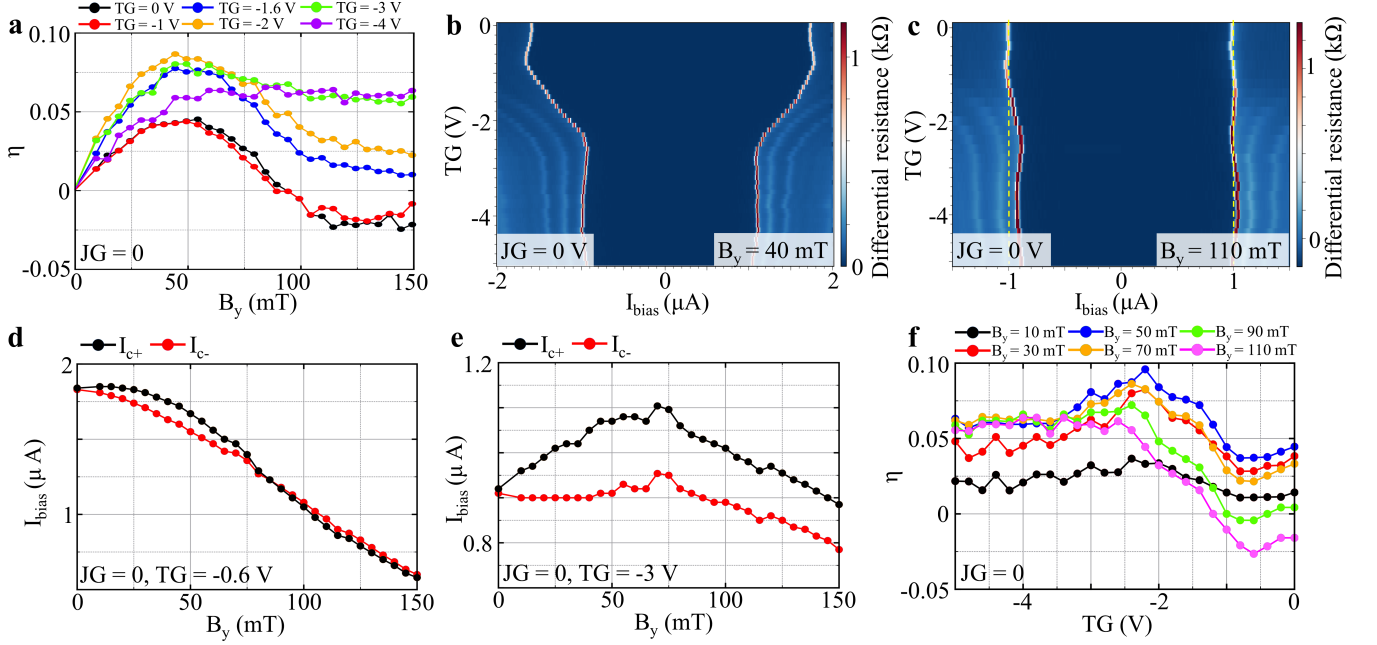 a
TG = 0 V TG = -1.6 V TG = -3 V
TG = -1 V TG = -2 V TG = -4 V
0.10
0.05
0
-0.05
η
JG = 0
0 50 100 150
B_y (mT)
b
0
-2
-4
TG (V)
JG = 0 V
B_y = 40 mT
-2 -1 0 1 2
I_bias (μA)
1
0
Differential resistance (kΩ)
c
0
-2
-4
TG (V)
JG = 0 V
B_y = 110 mT
-1 0 1
I_bias (μA)
1
0
Differential resistance (kΩ)
d
I_c+ I_c-
2
1
I_bias (μ A)
JG = 0, TG = -0.6 V
0 50 100 150
B_y (mT)
e
I_c+ I_c-
1.2
0.8
I_bias (μ A)
JG = 0, TG = -3 V
0 50 100 150
B_y (mT)
f
B_y = 10 mT B_y = 50 mT B_y = 90 mT
B_y = 30 mT B_y = 70 mT B_y = 110 mT
0.10
0.05
0
-0.05
η
JG = 0
-4 -2 0
TG (V)